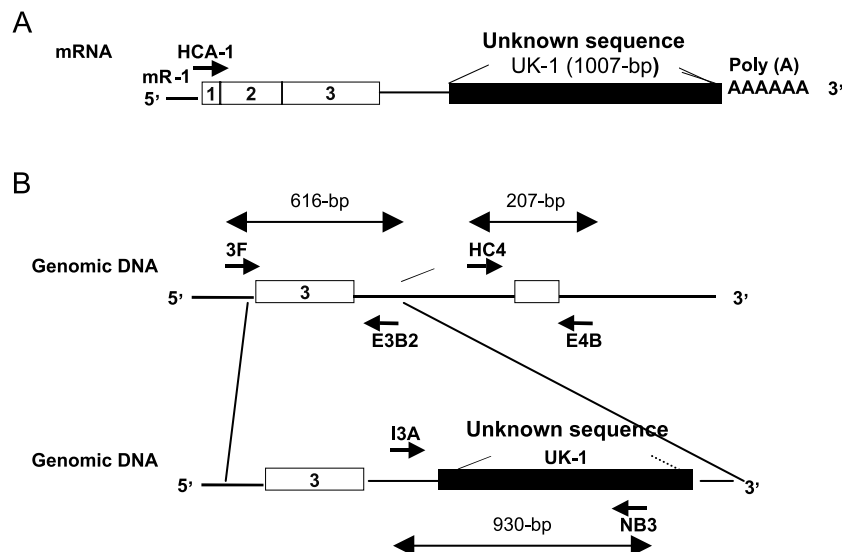 A
mRNA
HCA-1
mR-1
Unknown sequence
UK-1 (1007-bp)
Poly (A)
5’
1 2 3
AAAAAA 3’
B
616-bp
207-bp
3F
HC4
Genomic DNA
5’
3
3’
E3B2
E4B
I3A
Unknown sequence
UK-1
Genomic DNA
5’
3
3’
NB3
930-bp